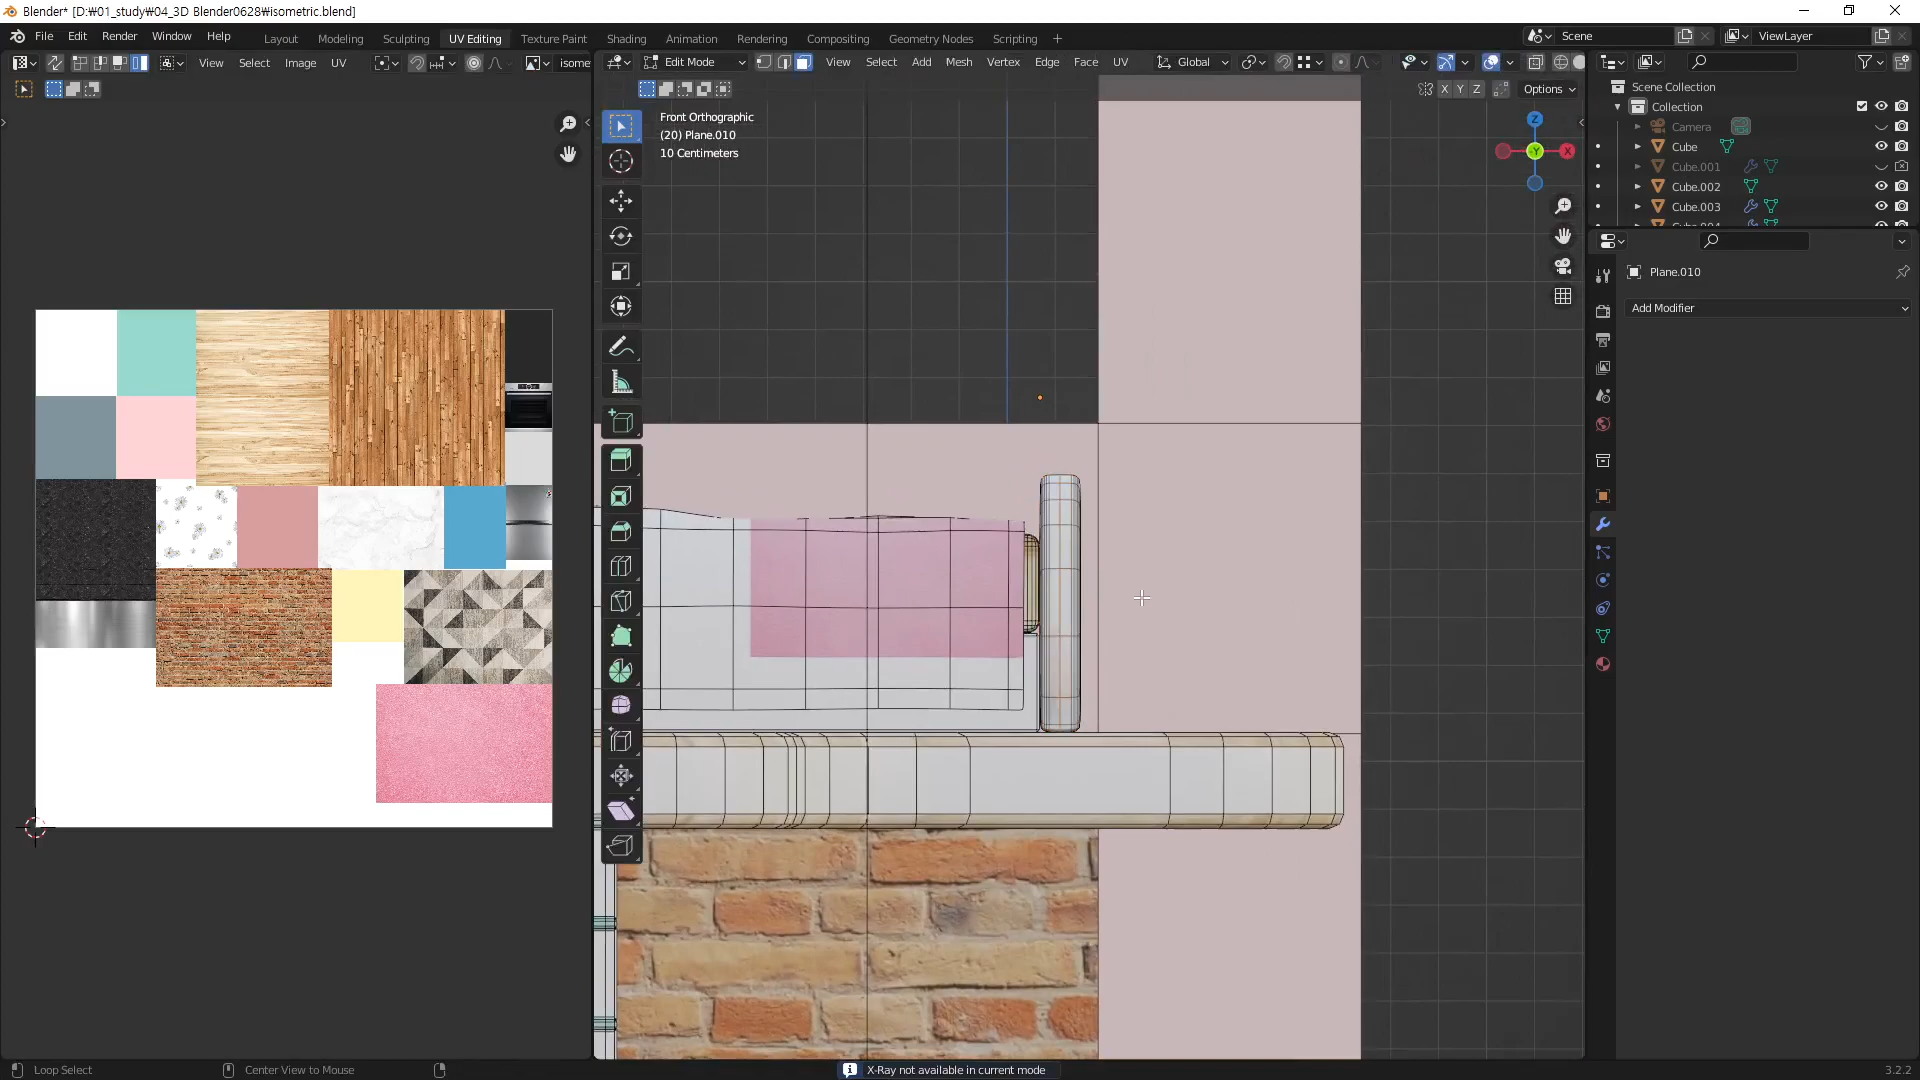 Blender* [D:₩01_study₩04_3D Blender0628₩isometric.blend]
File Edit Render Window Help
Layout Modeling Sculpting UV Editing Texture Paint Shading Animation Rendering Compositing Geometry Nodes Scripting +
Scene
ViewLayer
View Select Image UV
isome
Edit Mode
View Select Add Mesh Vertex Edge Face UV
Global
X Y Z
Options
Front Orthographic
(20) Plane.010
10 Centimeters
Z
-Y
X
Scene Collection
Collection
Camera
Cube
Cube.001
Cube.002
Cube.003
Plane.010
Add Modifier
Loop Select
Center View to Mouse
X-Ray not available in current mode
3.2.2